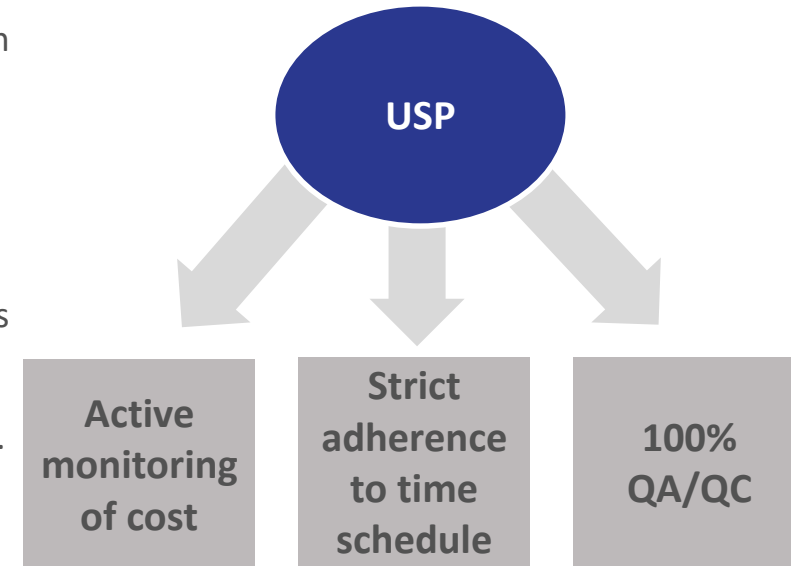 n
USP
s
.
Active
monitoring
of cost
Strict
adherence
to time
schedule
100%
QA/QC